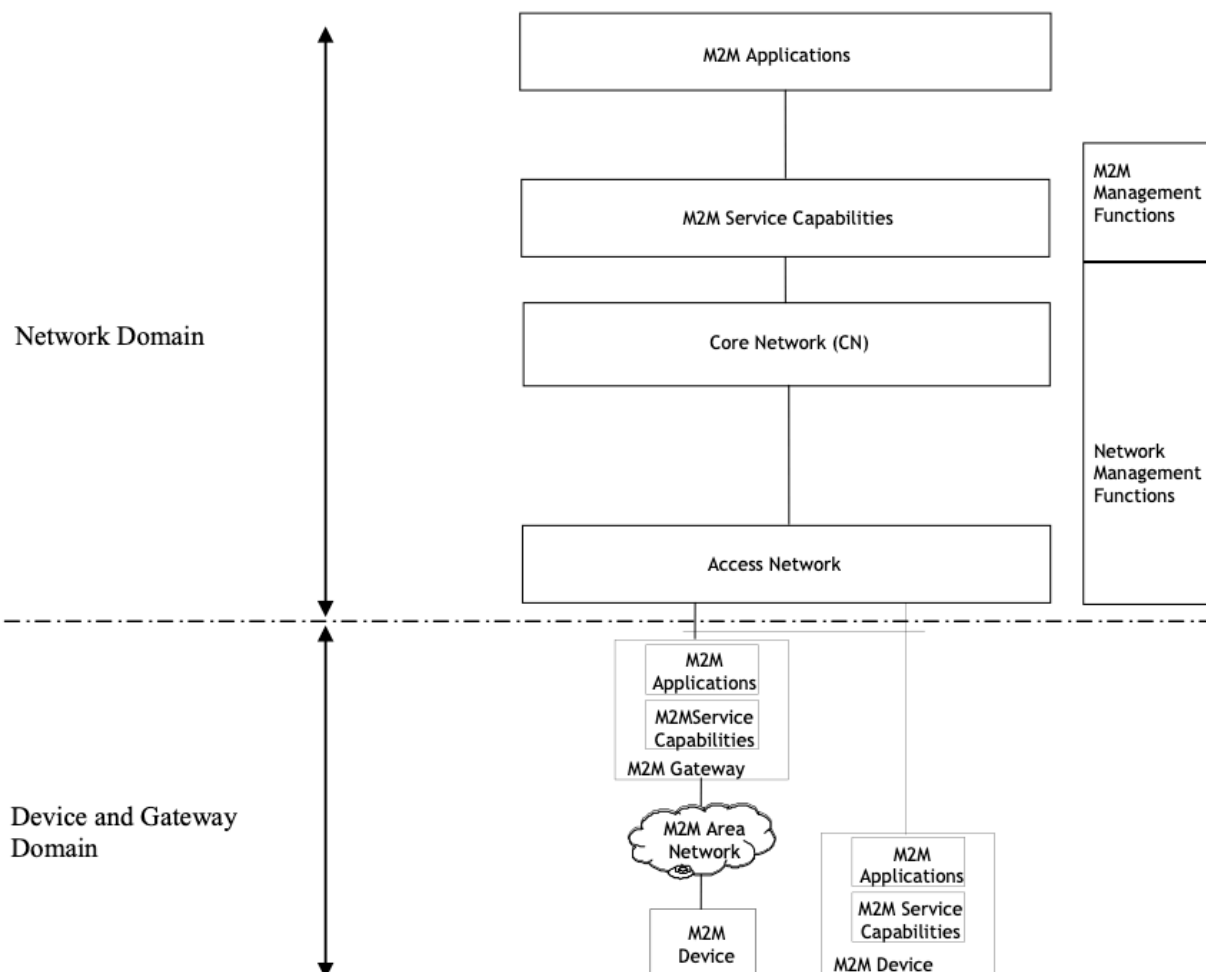 M2M Applications
M2M
Management
Functions
M2M Service Capabilities
Network Domain
Core Network (CN)
Network
Management
Functions
Access Network
M2M
Applications
M2MService
Capabilities
M2M Gateway
Device and Gateway
Domain
M2M Area
Network
M2M
Applications
M2M Service
Capabilities
M2M
Device
M2M Device